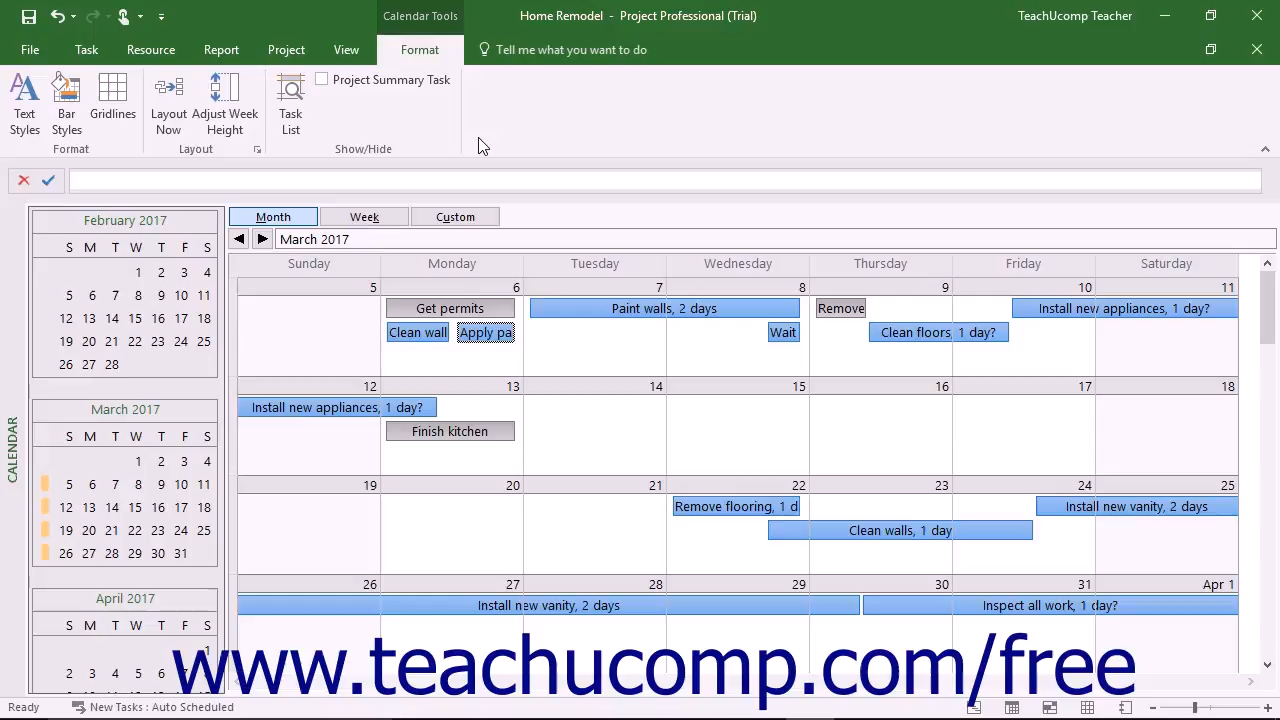 Calendar Tools
Home Remodel - Project Professional (Trial)
TeachUcomp Teacher
File Task Resource Report Project View Format Tell me what you want to do
Project Summary Task
Text Styles
Bar Styles
Gridlines
Layout Now
Adjust Week Height
Task List
Format Layout Show/Hide
CALENDAR
February 2017
S M T W T F S
1 2 3 4
5 6 7 8 9 10 11
12 13 14 15 16 17 18
19 20 21 22 23 24 25
26 27 28
March 2017
S M T W T F S
1 2 3 4
5 6 7 8 9 10 11
12 13 14 15 16 17 18
19 20 21 22 23 24 25
26 27 28 29 30 31
April 2017
S M T W T F S
1
2 3 4 5 6 7 8
Month Week Custom
March 2017
Sunday Monday Tuesday Wednesday Thursday Friday Saturday
5 6 7 8 9 10 11
Get permits Paint walls, 2 days Remove Install new appliances, 1 day?
Clean wall Apply pa Wait Clean floors, 1 day?
12 13 14 15 16 17 18
Install new appliances, 1 day?
Finish kitchen
19 20 21 22 23 24 25
Remove flooring, 1 d Install new vanity, 2 days
Clean walls, 1 day
26 27 28 29 30 31 Apr 1
Install new vanity, 2 days Inspect all work, 1 day?
www.teachucomp.com/free
Ready New Tasks : Auto Scheduled